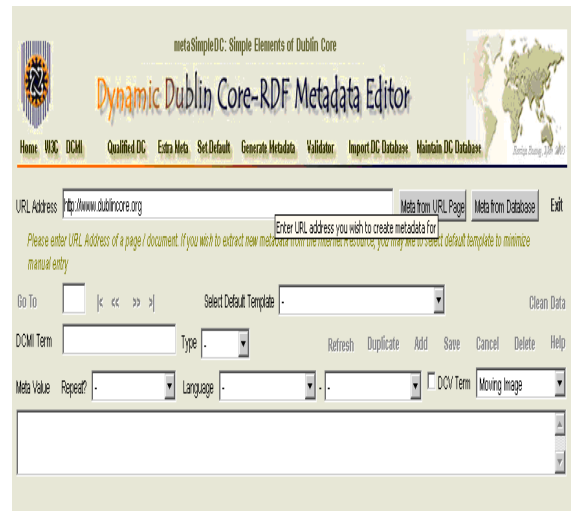 metaSimpleDC: Simple Elements of Dublin Core
Dynamic Dublin Core-RDF Metadata Editor
Home W3C DCMI Qualified DC Extra Meta Set Default Generate Metadata Validator Import DC Database Maintain DC Database
URL Address http://www.dublincore.org Meta from URL Page Meta from Database Exit
Enter URL address you wish to create metadata for
Please enter URL Address of a page / document. If you wish to extract new metadata from the Internet Resource, you may like to select default template to minimize
manual entry
Go To |< << >> >| Select Default Template - Clean Data
DCMI Term Type - Refresh Duplicate Add Save Cancel Delete Help
Meta Value Repeat? - Language - - - DCV Term Moving Image